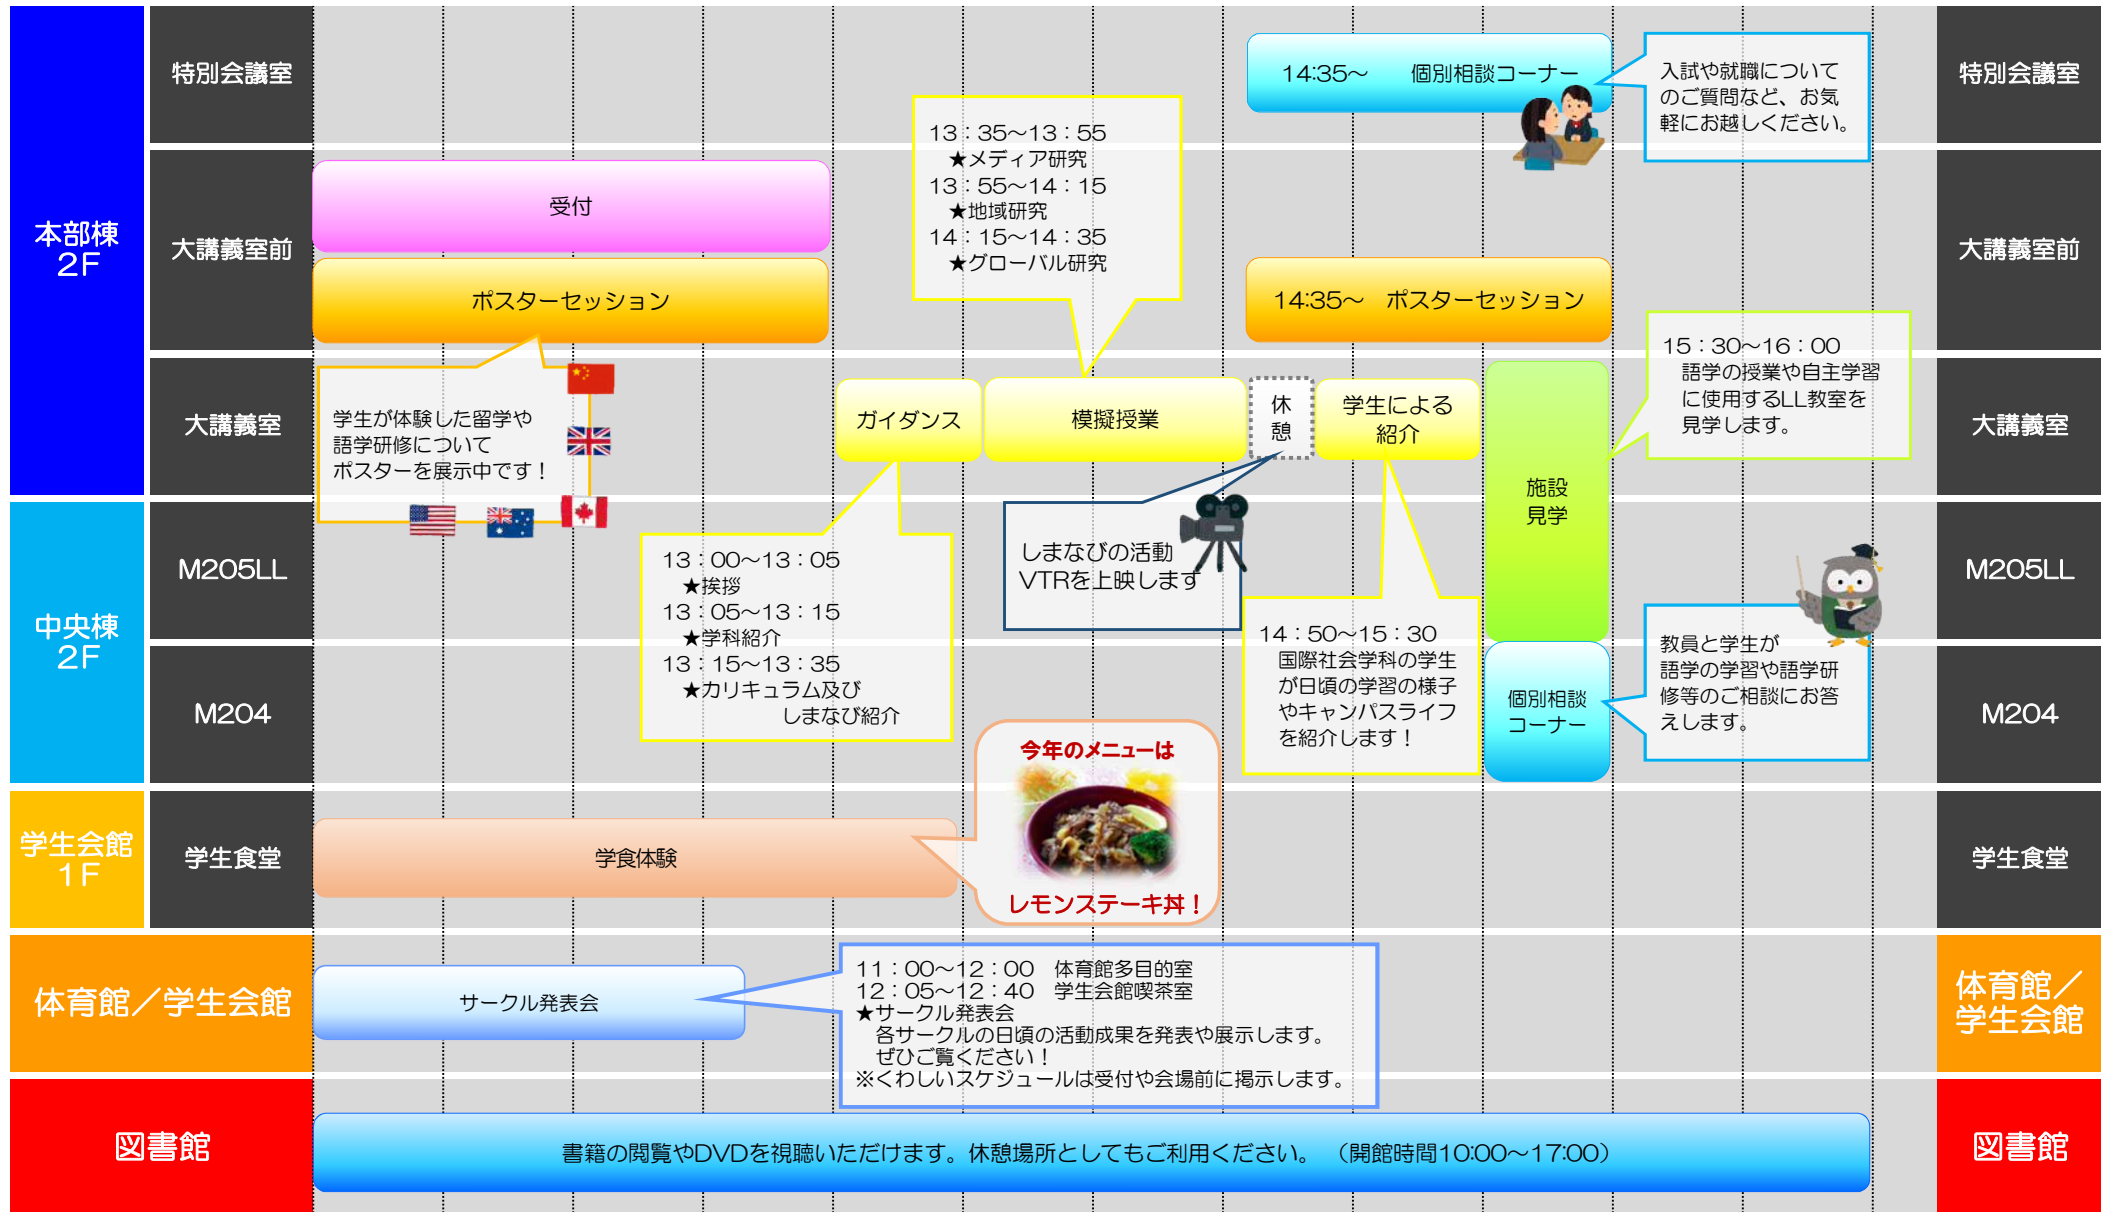 本部棟
2F
特別会議室
14:35～　個別相談コーナー
入試や就職について
のご質問など、お気
軽にお越しください。
特別会議室
大講義室前
受付
ポスターセッション
13：35～13：55
★メディア研究
13：55～14：15
★地域研究
14：15～14：35
★グローバル研究
14:35～　ポスターセッション
大講義室前
大講義室
学生が体験した留学や
語学研修について
ポスターを展示中です！
ガイダンス
模擬授業
休
憩
学生による
紹介
施設
見学
15：30～16：00
語学の授業や自主学習
に使用するLL教室を
見学します。
大講義室
中央棟
2F
M205LL
13：00～13：05
★挨拶
13：05～13：15
★学科紹介
13：15～13：35
★カリキュラム及び
しまなび紹介
しまなびの活動
VTRを上映します
14：50～15：30
国際社会学科の学生
が日頃の学習の様子
やキャンパスライフ
を紹介します！
M205LL
M204
個別相談
コーナー
教員と学生が
語学の学習や語学研
修等のご相談にお答
えします。
M204
学生会館
1F
学生食堂
学食体験
今年のメニューは
レモンステーキ丼！
学生食堂
体育館／学生会館
サークル発表会
11：00～12：00　体育館多目的室
12：05～12：40　学生会館喫茶室
★サークル発表会
各サークルの日頃の活動成果を発表や展示します。
ぜひご覧ください！
※くわしいスケジュールは受付や会場前に掲示します。
体育館／
学生会館
図書館
書籍の閲覧やDVDを視聴いただけます。休憩場所としてもご利用ください。（開館時間10:00～17:00）
図書館